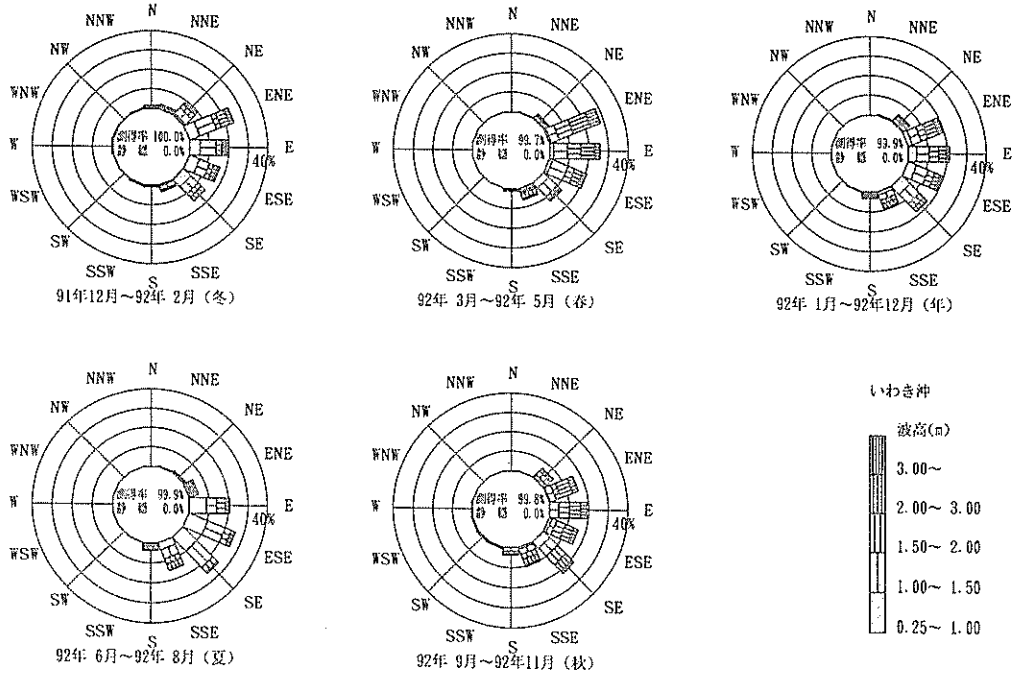 N
NNW NNE
NW NE
WNW ENE
測得率 100.0%
静 穏 0.0%
W E
40%
WSW ESE
SW SE
SSW SSE
S
91年12月～92年 2月 (冬)
N
NNW NNE
NW NE
WNW ENE
測得率 99.7%
静 穏 0.0%
W E
40%
WSW ESE
SW SE
SSW SSE
S
92年 3月～92年 5月 (春)
N
NNW NNE
NW NE
WNW ENE
測得率 99.9%
静 穏 0.0%
W E
40%
WSW ESE
SW SE
SSW SSE
S
92年 1月～92年12月 (年)
N
NNW NNE
NW NE
WNW ENE
測得率 99.9%
静 穏 0.0%
W E
40%
WSW ESE
SW SE
SSW SSE
S
92年 6月～92年 8月 (夏)
N
NNW NNE
NW NE
WNW ENE
測得率 99.8%
静 穏 0.0%
W E
40%
WSW ESE
SW SE
SSW SSE
S
92年 9月～92年11月 (秋)
いわき沖
波高(m)
3.00～
2.00～ 3.00
1.50～ 2.00
1.00～ 1.50
0.25～ 1.00